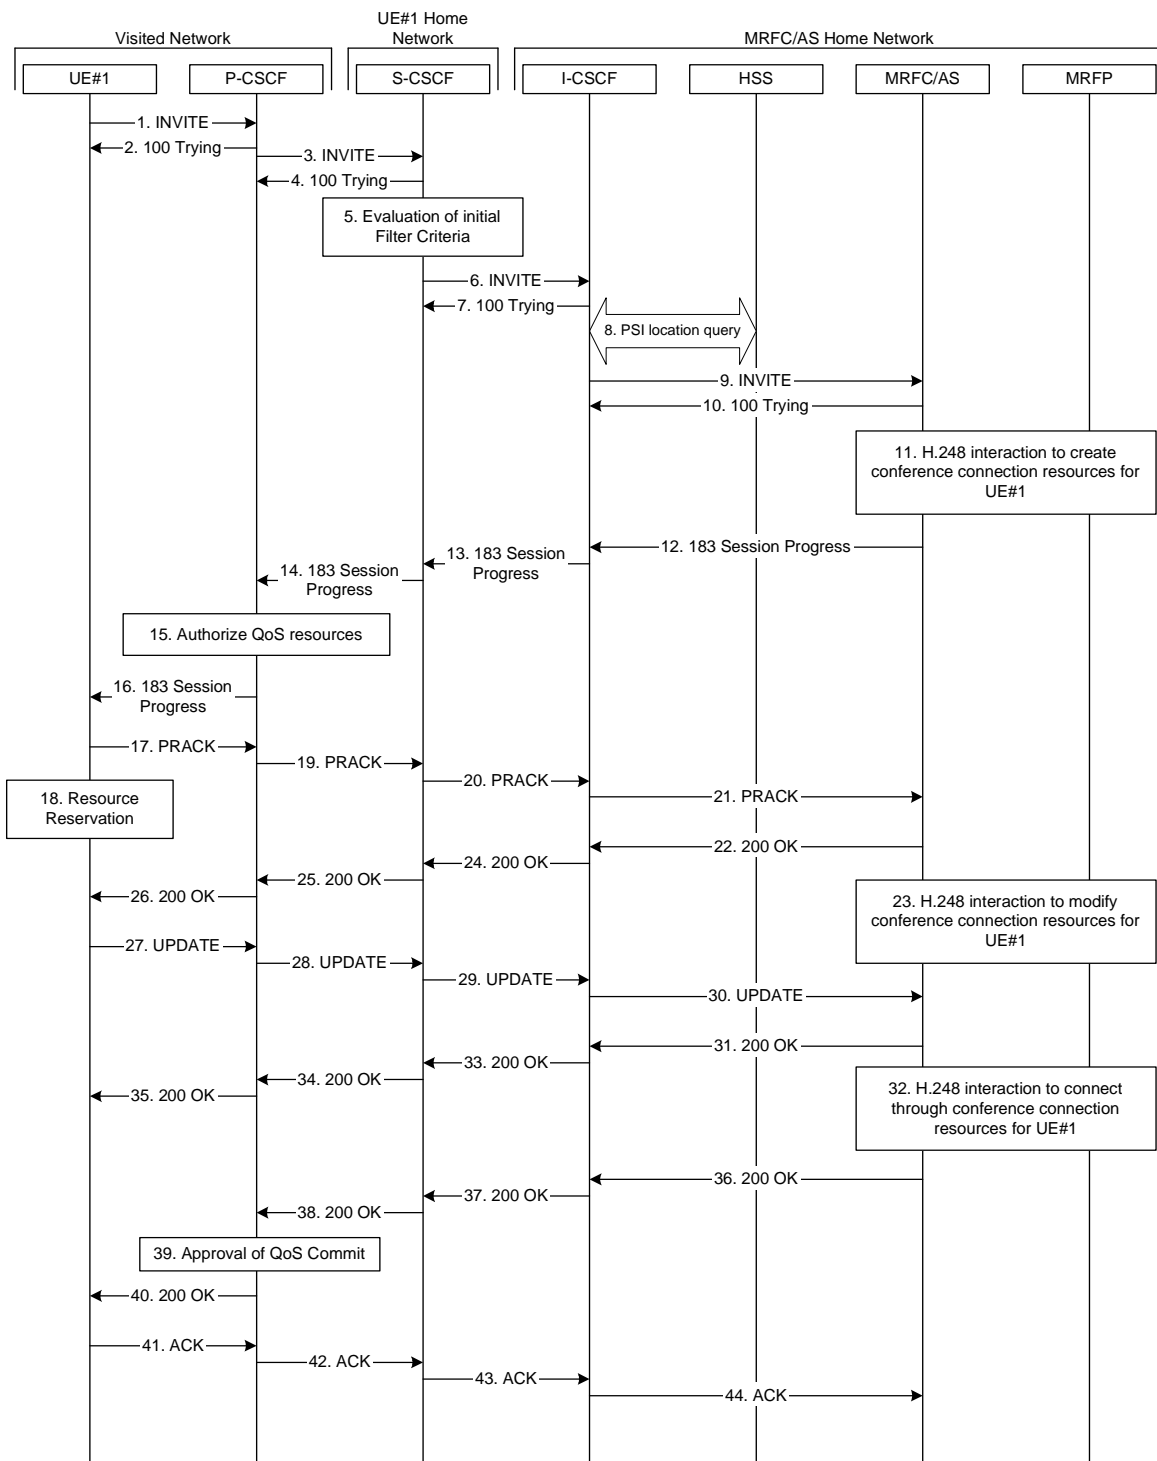 UE#1 Home
Network
Visited Network
MRFC/AS Home Network
UE#1
P-CSCF
S-CSCF
I-CSCF
HSS
MRFC/AS
MRFP
1. INVITE
2. 100 Trying
3. INVITE
4. 100 Trying
5. Evaluation of initial
Filter Criteria
6. INVITE
7. 100 Trying
8. PSI location query
9. INVITE
10. 100 Trying
11. H.248 interaction to create
conference connection resources for
UE#1
12. 183 Session Progress
13. 183 Session
Progress
14. 183 Session
Progress
15. Authorize QoS resources
16. 183 Session
Progress
17. PRACK
19. PRACK
20. PRACK
18. Resource
Reservation
21. PRACK
22. 200 OK
24. 200 OK
25. 200 OK
26. 200 OK
23. H.248 interaction to modify
conference connection resources for
UE#1
27. UPDATE
28. UPDATE
29. UPDATE
30. UPDATE
31. 200 OK
33. 200 OK
34. 200 OK
35. 200 OK
32. H.248 interaction to connect
through conference connection
resources for UE#1
36. 200 OK
37. 200 OK
38. 200 OK
39. Approval of QoS Commit
40. 200 OK
41. ACK
42. ACK
43. ACK
44. ACK